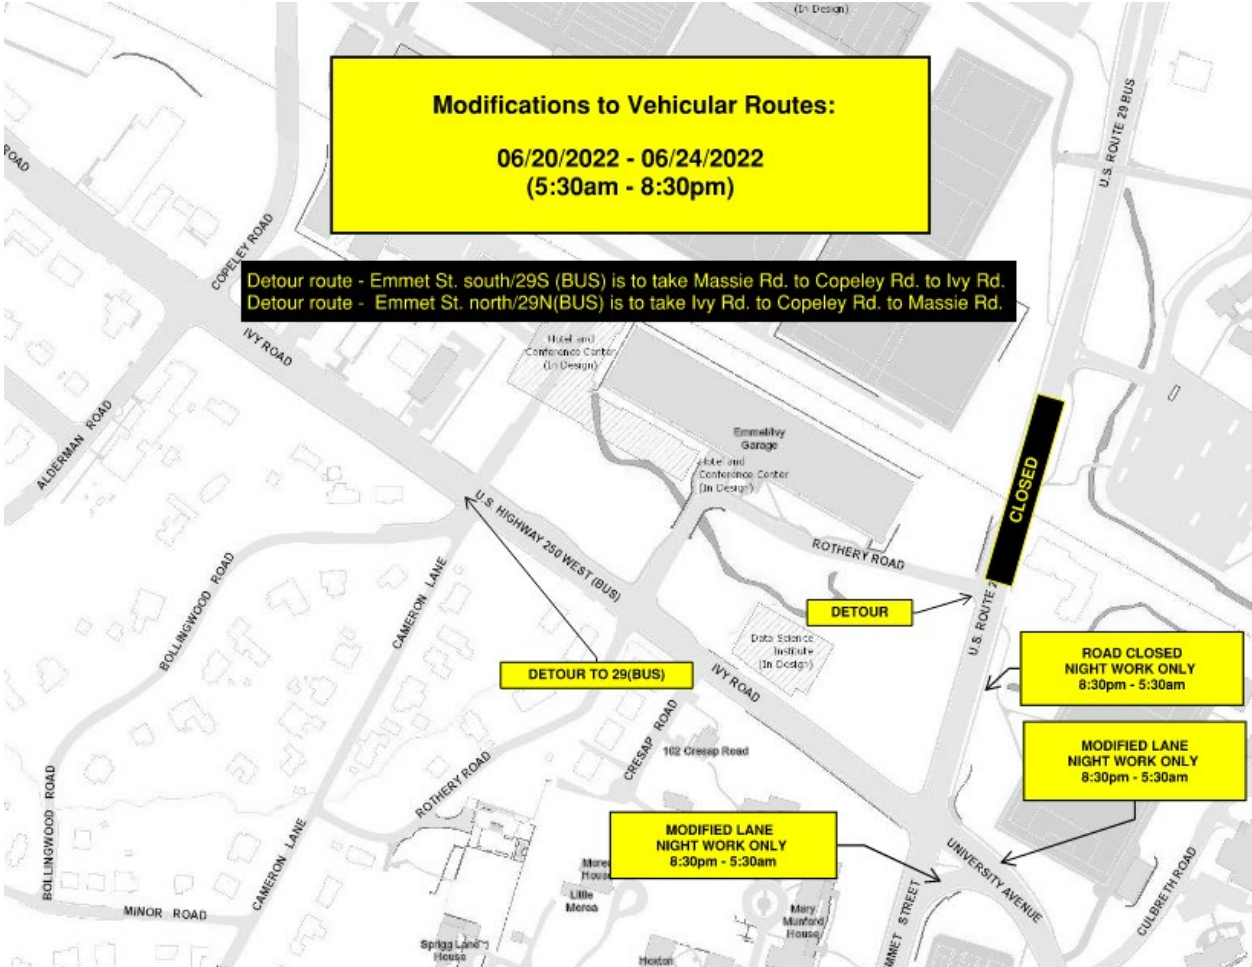 (In Design)
Modifications to Vehicular Routes:
06/20/2022 - 06/24/2022
(5:30am - 8:30pm)
U.S. ROUTE 29 BUS
ROAD
COPELEY ROAD
Detour route - Emmet St. south/29S (BUS) is to take Massie Rd. to Copeley Rd. to Ivy Rd.
Detour route - Emmet St. north/29N(BUS) is to take Ivy Rd. to Copeley Rd. to Massie Rd.
IVY ROAD
Hotel and
Conference Center
(In Design)
ALDERMAN ROAD
Emmet/Ivy
Garage
Hotel and
Conference Center
(In Design)
CLOSED
U.S. HIGHWAY 250 WEST (BUS)
ROTHERY ROAD
BOLLINGWOOD ROAD
CAMERON LANE
DETOUR
U.S. ROUTE 2
Data Science
Institute
(In Design)
DETOUR TO 29(BUS)
IVY ROAD
ROAD CLOSED
NIGHT WORK ONLY
8:30pm - 5:30am
CRESAP ROAD
102 Cresap Road
MODIFIED LANE
NIGHT WORK ONLY
8:30pm - 5:30am
ROTHERY ROAD
BOLLINGWOOD ROAD
MODIFIED LANE
NIGHT WORK ONLY
8:30pm - 5:30am
CAMERON LANE
UNIVERSITY AVENUE
CULBRETH ROAD
MINOR ROAD
Morea
House
Little
Morea
Mary
Munford
House
MMET STREET
Sprigg Lane
House
Hoxton